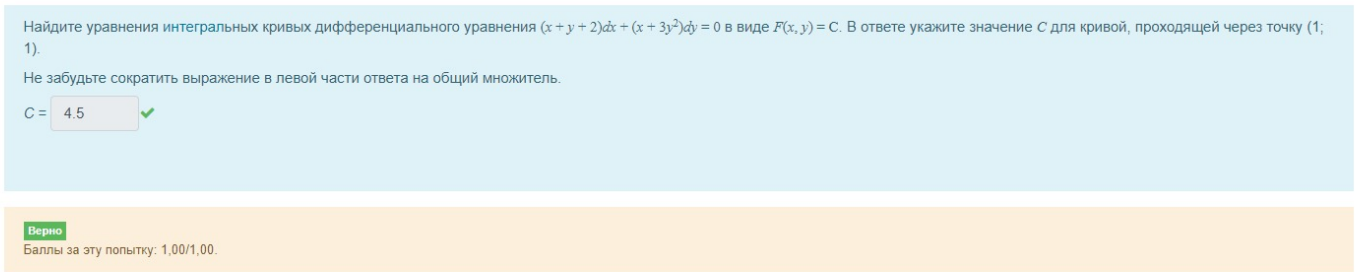 Найдите уравнения интегральных кривых дифференциального уравнения (x + y + 2)dx + (x + 3y²)dy = 0 в виде F(x, y) = C. В ответе укажите значение C для кривой, проходящей через точку (1;
1).
Не забудьте сократить выражение в левой части ответа на общий множитель.
C = 4.5
Верно
Баллы за эту попытку: 1,00/1,00.